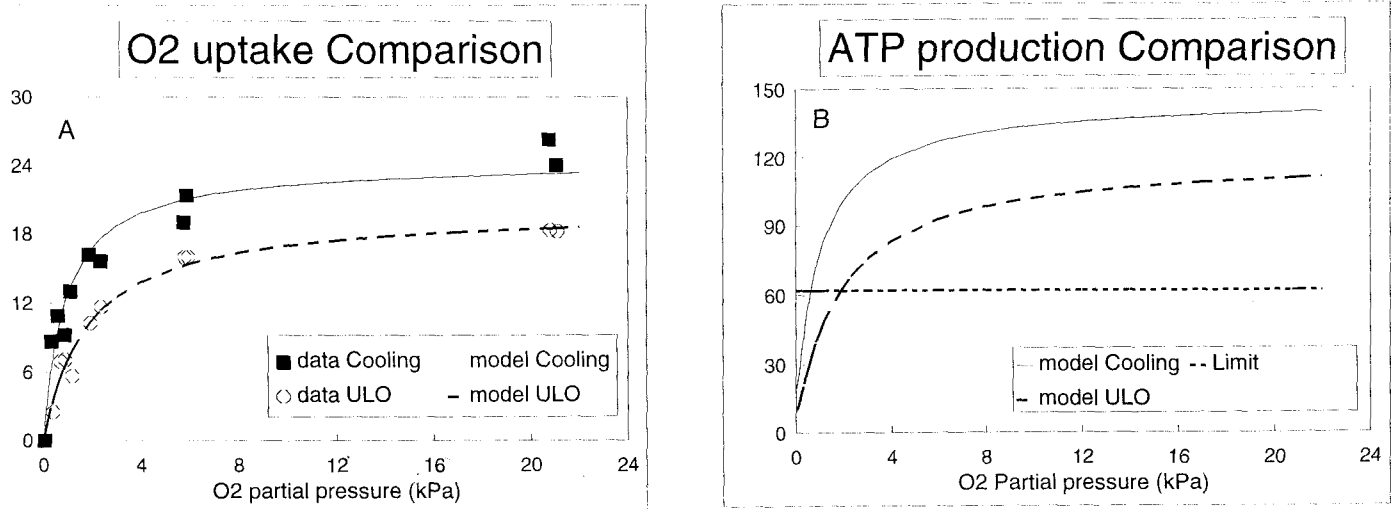 O2 uptake Comparison
30
24
18
12
6
0
A
data Cooling
model Cooling
data ULO
model ULO
0
4
8
12
16
20
24
O2 partial pressure (kPa)
ATP production Comparison
150
120
90
60
30
0
B
model Cooling
Limit
model ULO
0
4
8
12
16
20
24
O2 Partial pressure (kPa)